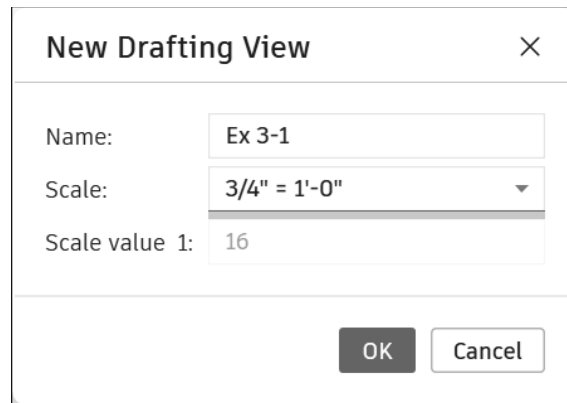 New Drafting View
Name: Ex 3-1
Scale: 3/4" = 1'-0"
Scale value 1: 16
OK Cancel